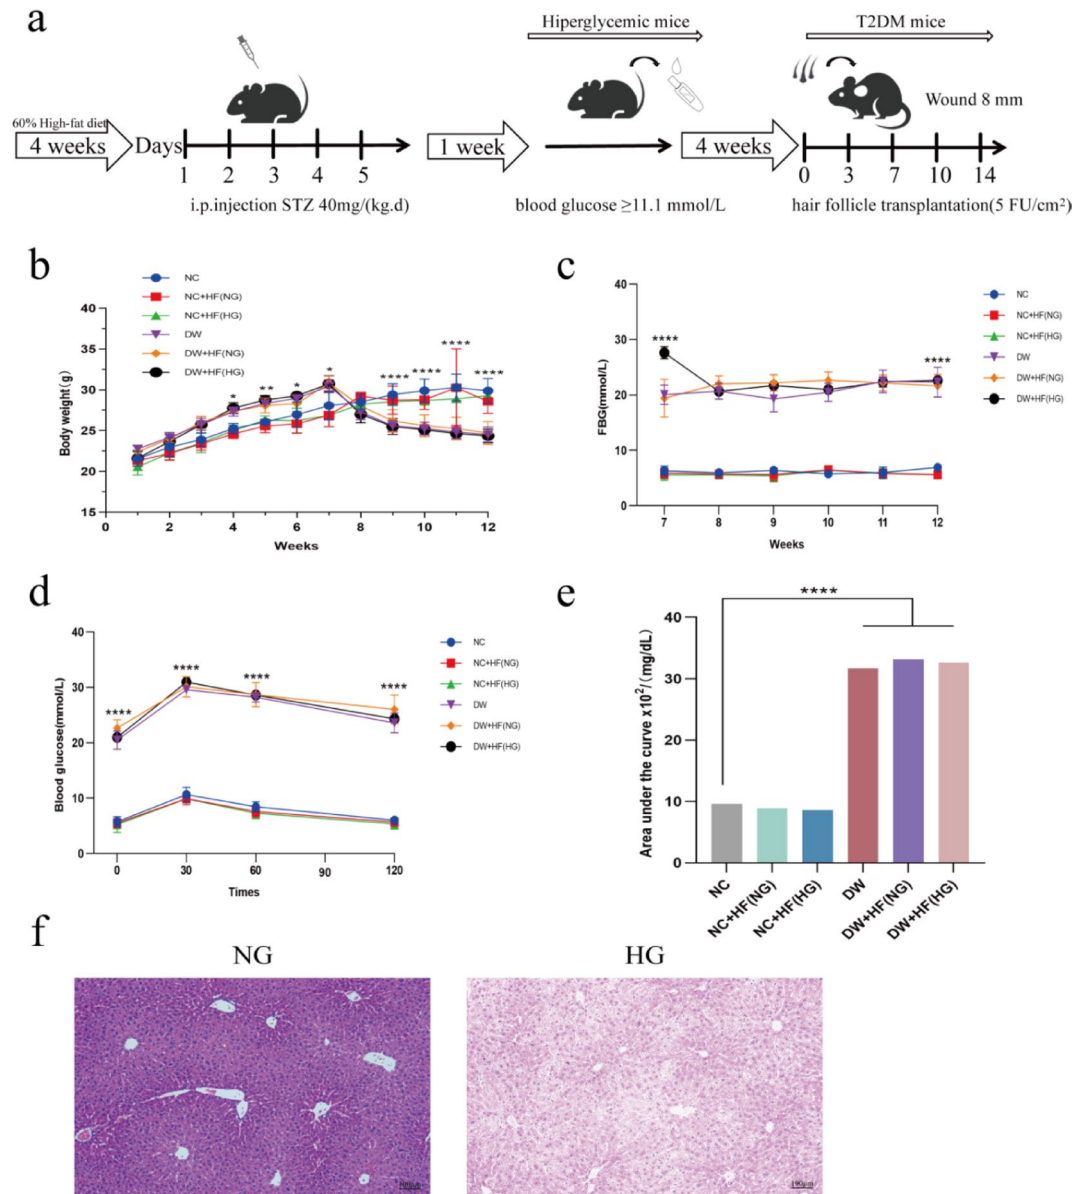 a
Hiperglycemic mice
T2DM mice
60% High-fat diet
4 weeks
Days
1 2 3 4 5
i.p.injection STZ 40mg/(kg.d)
1 week
blood glucose ≥11.1 mmol/L
4 weeks
Wound 8 mm
0 3 7 10 14
hair follicle transplantation(5 FU/cm²)
b
NC
NC+HF(NG)
NC+HF(HG)
DW
DW+HF(NG)
DW+HF(HG)
Body weight(g)
40
35
30
25
20
15
* ** * * **** **** **** ****
0 2 4 6 8 10 12
Weeks
c
FBG(mmol/L)
40
30
20
10
0
**** ****
7 8 9 10 11 12
Weeks
NC
NC+HF(NG)
NC+HF(HG)
DW
DW+HF(NG)
DW+HF(HG)
d
Blood glucose(mmol/L)
40
30
20
10
0
**** **** **** ****
0 30 60 90 120
Times
NC
NC+HF(NG)
NC+HF(HG)
DW
DW+HF(NG)
DW+HF(HG)
e
Area under the curve x10²/(mg/dL)
40
30
20
10
0
****
NC
NC+HF(NG)
NC+HF(HG)
DW
DW+HF(NG)
DW+HF(HG)
f
NG
HG